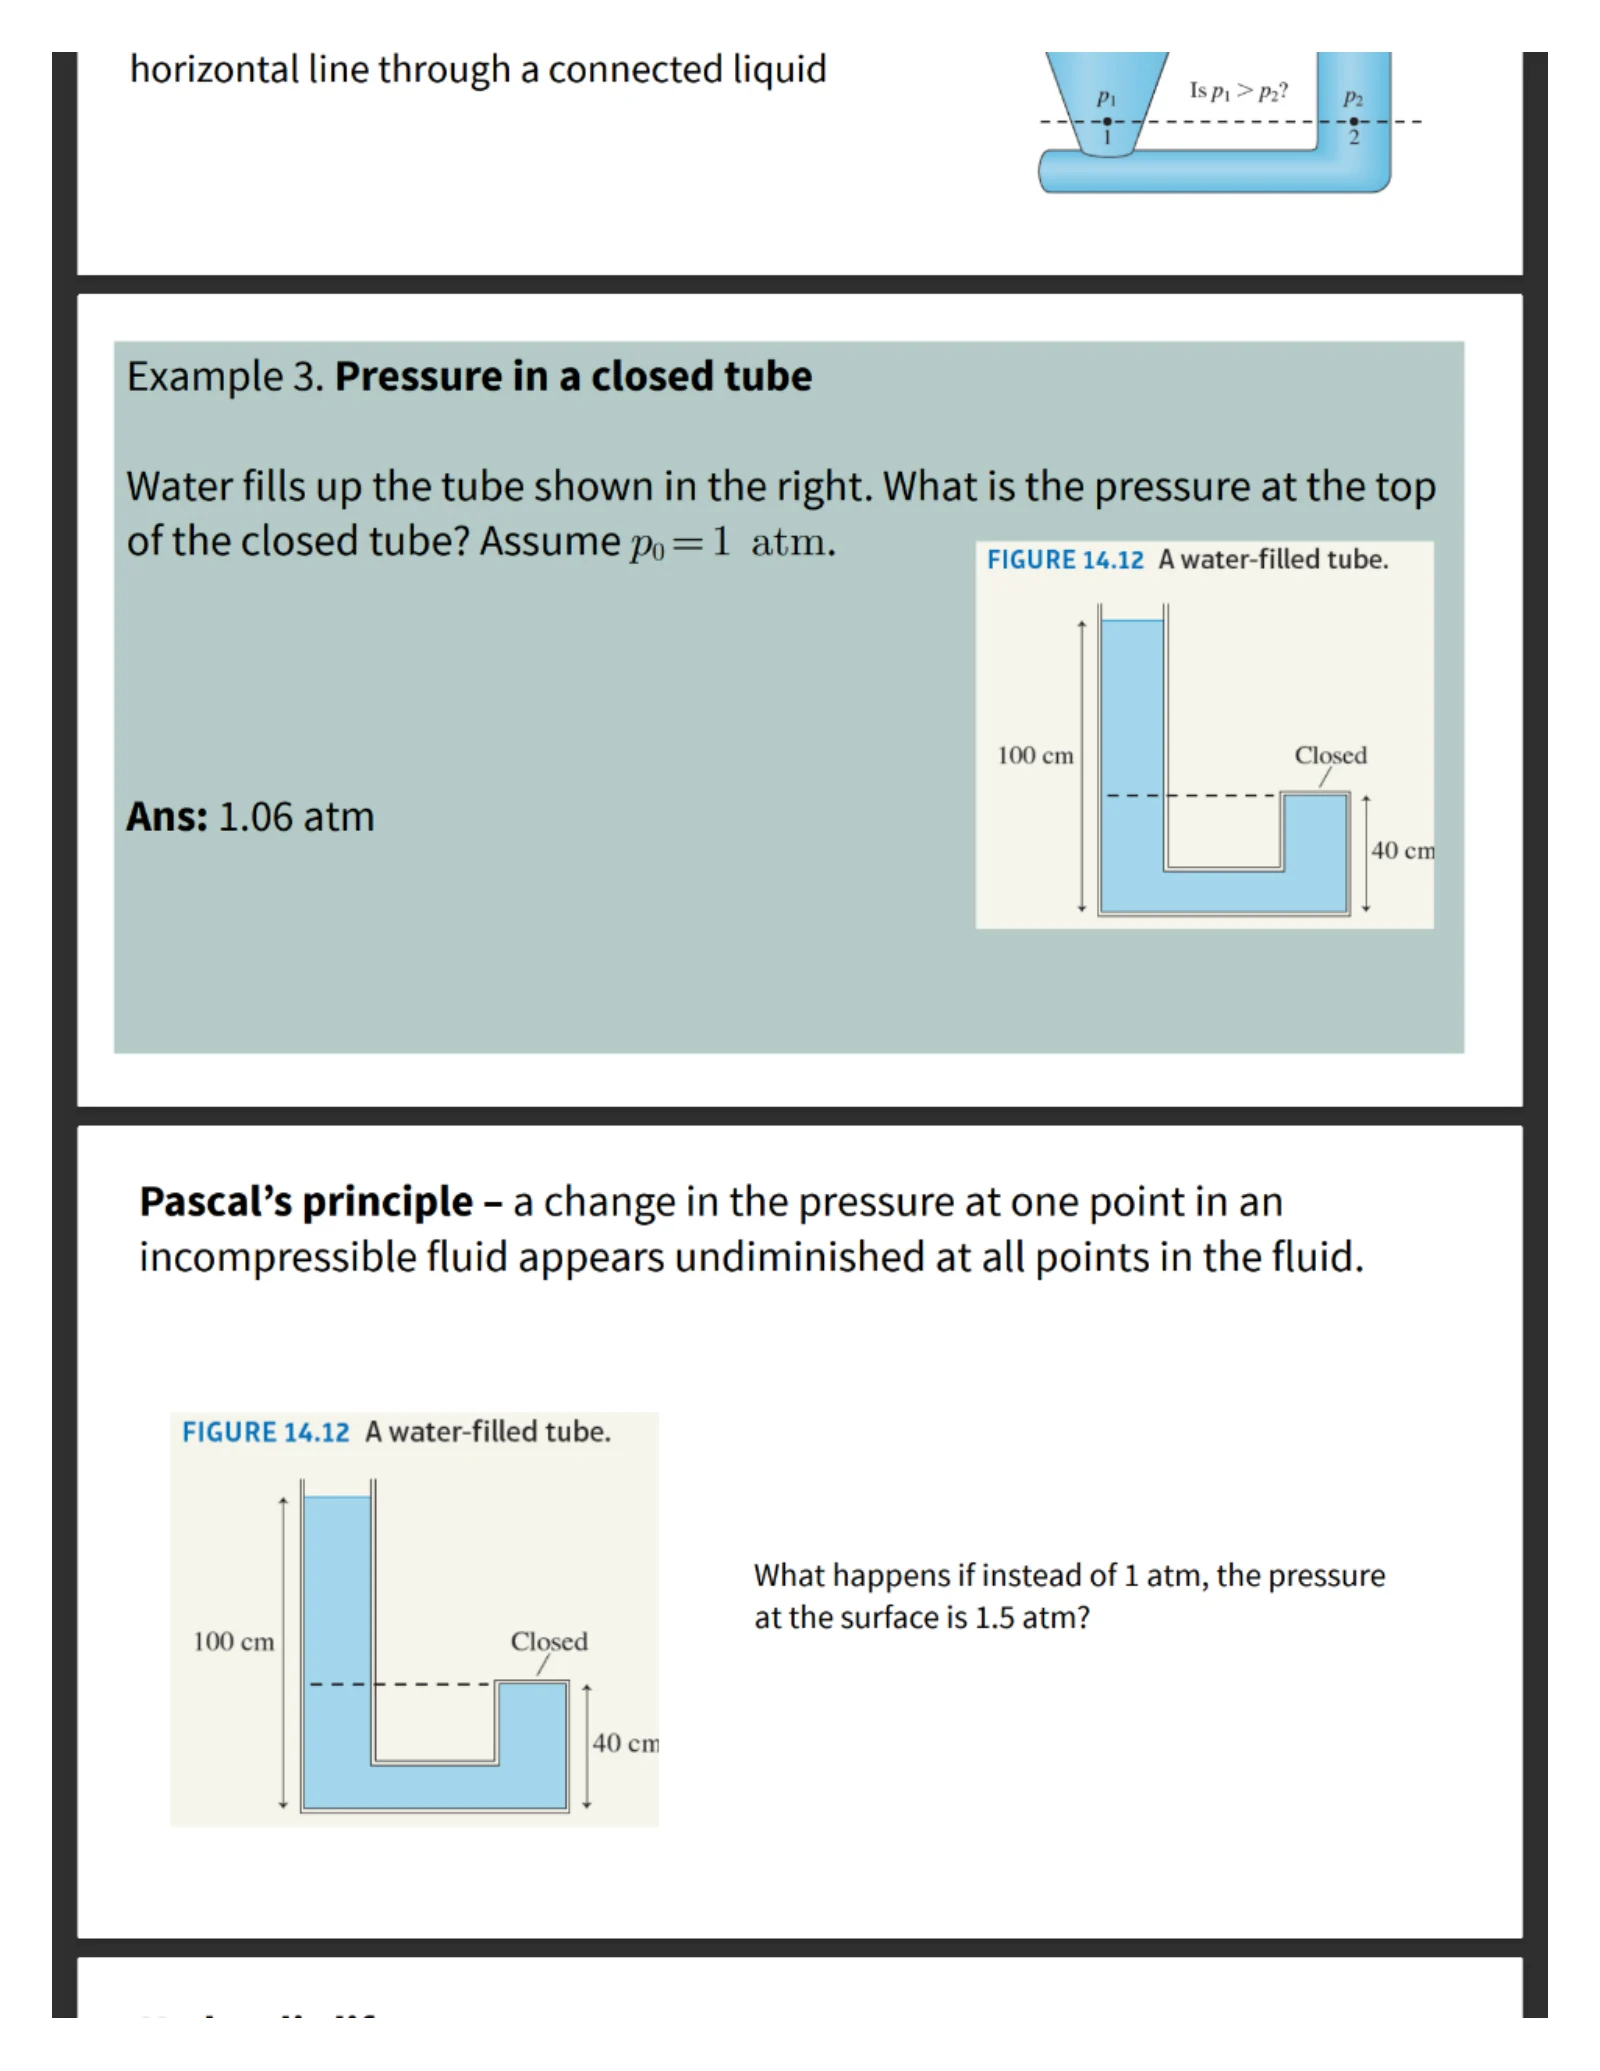 horizontal line through a connected liquid
p1
Is p1 > p2?
p2
1
2
Example 3. Pressure in a closed tube
Water fills up the tube shown in the right. What is the pressure at the top
of the closed tube? Assume p0 = 1 atm.
FIGURE 14.12 A water-filled tube.
100 cm
Closed
40 cm
Ans: 1.06 atm
Pascal’s principle – a change in the pressure at one point in an
incompressible fluid appears undiminished at all points in the fluid.
FIGURE 14.12 A water-filled tube.
100 cm
Closed
40 cm
What happens if instead of 1 atm, the pressure
at the surface is 1.5 atm?